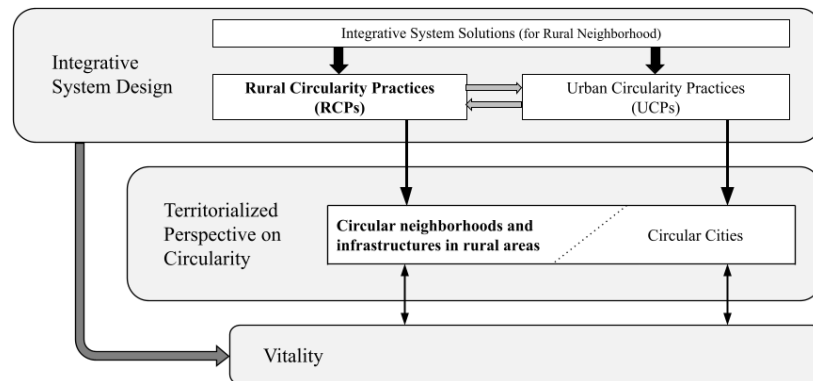 Integrative System Solutions (for Rural Neighborhood)
Integrative
System Design
Rural Circularity Practices
(RCPs)
Urban Circularity Practices
(UCPs)
Territorialized
Perspective on
Circularity
Circular neighborhoods and
infrastructures in rural areas
Circular Cities
Vitality